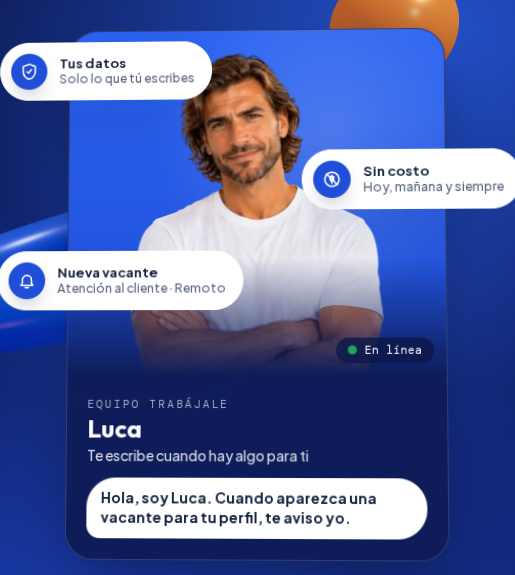 Tus datos
Solo lo que tú escribes
Sin costo
Hoy, mañana y siempre
Nueva vacante
Atención al cliente · Remoto
En línea
EQUIPO TRABÁJALE
Luca
Te escribe cuando hay algo para ti
Hola, soy Luca. Cuando aparezca una
vacante para tu perfil, te aviso yo.